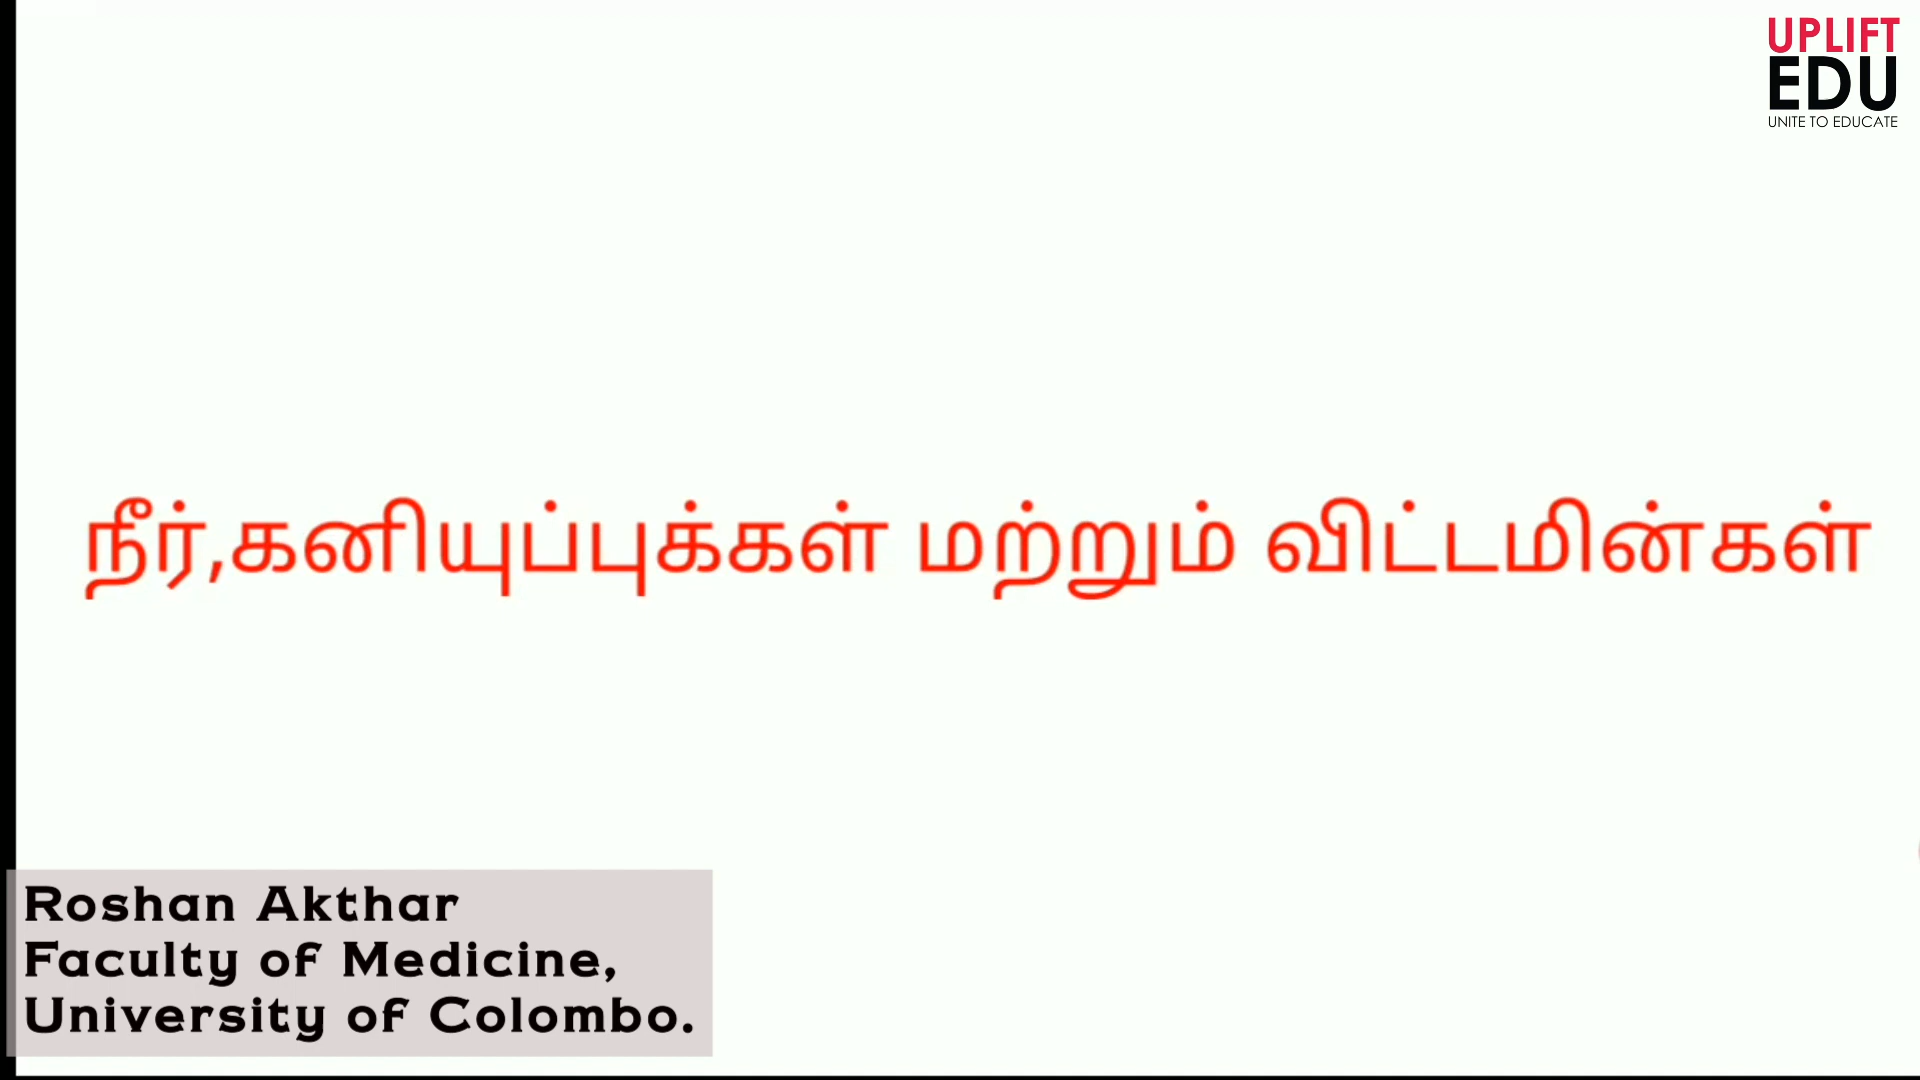 UPLIFT
EDU
UNITE TO EDUCATE
நீர்,கனியுப்புக்கள் மற்றும் விட்டமின்கள்
Roshan Akthar
Faculty of Medicine,
University of Colombo.